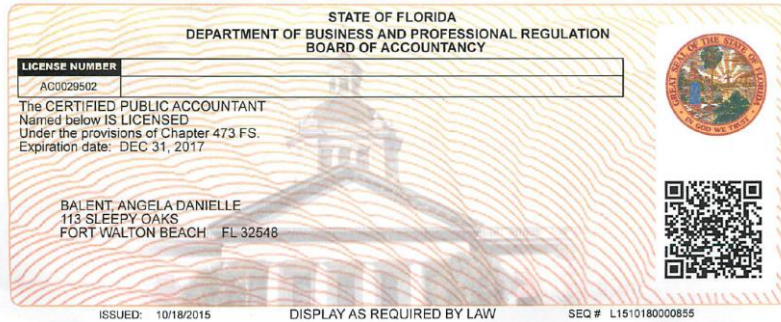 STATE OF FLORIDA
DEPARTMENT OF BUSINESS AND PROFESSIONAL REGULATION
BOARD OF ACCOUNTANCY
LICENSE NUMBER
AC0029502
The CERTIFIED PUBLIC ACCOUNTANT
Named below IS LICENSED
Under the provisions of Chapter 473 FS.
Expiration date: DEC 31, 2017
GREAT SEAL OF THE STATE OF FLORIDA
IN GOD WE TRUST
BALENT, ANGELA DANIELLE
113 SLEEPY OAKS
FORT WALTON BEACH FL 32548
ISSUED: 10/18/2015 DISPLAY AS REQUIRED BY LAW SEQ # L1510180000855